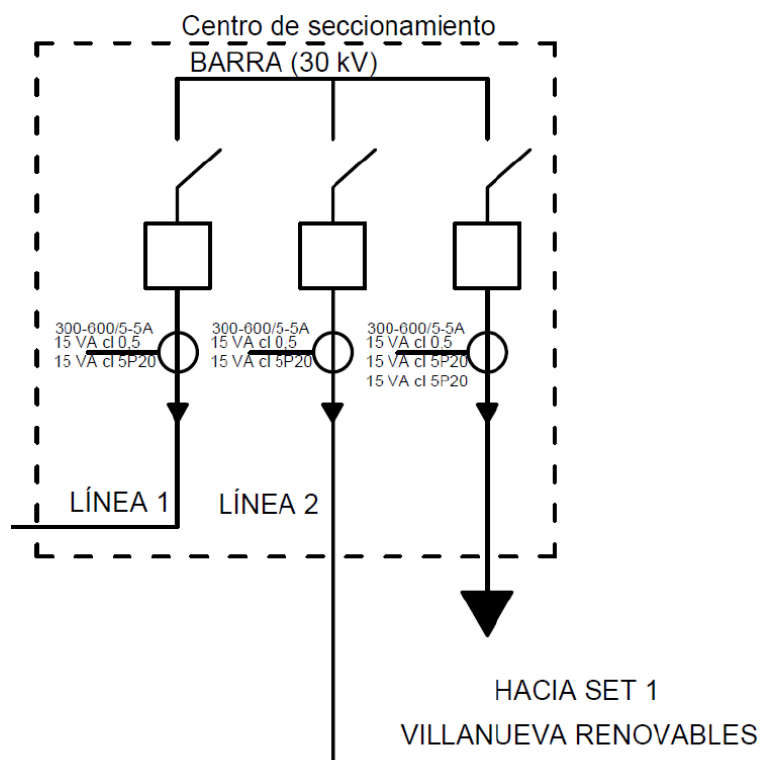 Centro de seccionamiento
BARRA (30 kV)
300-600/5-5A
15 VA cl 0,5
15 VA cl 5P20
300-600/5-5A
15 VA cl 0,5
15 VA cl 5P20
300-600/5-5A
15 VA cl 0,5
15 VA cl 5P20
15 VA cl 5P20
LÍNEA 1
LÍNEA 2
HACIA SET 1
VILLANUEVA RENOVABLES